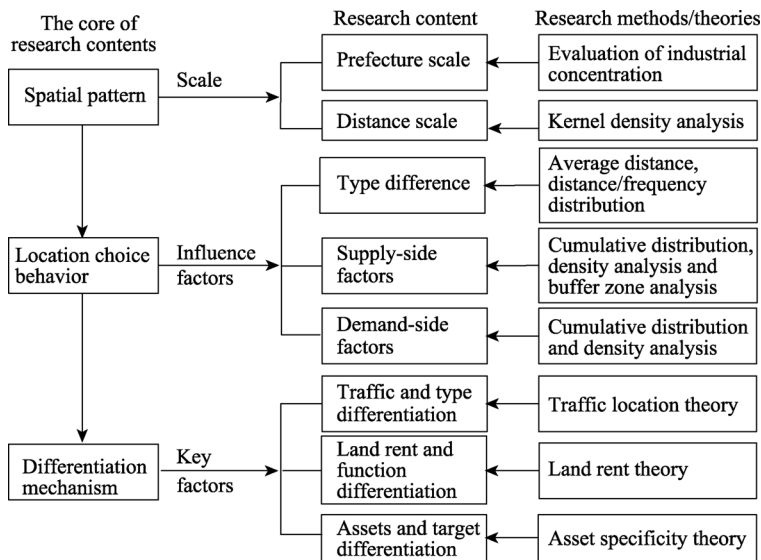 The core of
research contents
Research content
Research methods/theories
Spatial pattern
Scale
Prefecture scale
Evaluation of industrial
concentration
Distance scale
Kernel density analysis
Location choice
behavior
Influence
factors
Type difference
Average distance,
distance/frequency
distribution
Supply-side
factors
Cumulative distribution,
density analysis and
buffer zone analysis
Demand-side
factors
Cumulative distribution
and density analysis
Differentiation
mechanism
Key
factors
Traffic and type
differentiation
Traffic location theory
Land rent and
function
differentiation
Land rent theory
Assets and target
differentiation
Asset specificity theory